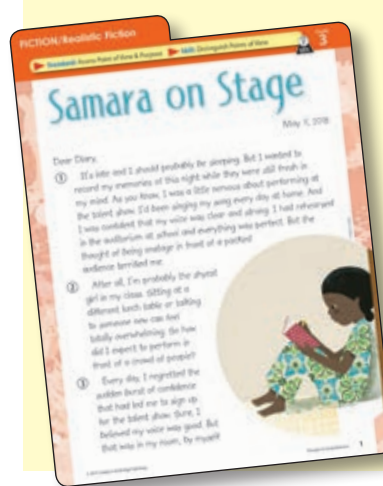 FICTION/Realistic Fiction
Standard: Assess Point of View & Purpose Skill: Distinguish Points of View
3
Samara on Stage
May 11, 2018
Dear Diary,
① It's late and I should probably be sleeping. But I wanted to
record my memories of this night while they were still fresh in
my mind. As you know, I was a little nervous about performing at
the talent show. I'd been singing my song every day at home. And
I was confident that my voice was clear and strong. I had rehearsed
in the auditorium at school and everything was perfect. But the
thought of being onstage in front of a packed
audience terrified me.
② After all, I'm probably the shyest
girl in my class. Sitting at a
different lunch table or talking
to someone new can feel
totally overwhelming. So how
did I expect to perform in
front of a crowd of people?
③ Every day, I regretted the
sudden burst of confidence
that had led me to sign up
for the talent show. Sure, I
believed my voice was good. But
that was in my room, by myself
1